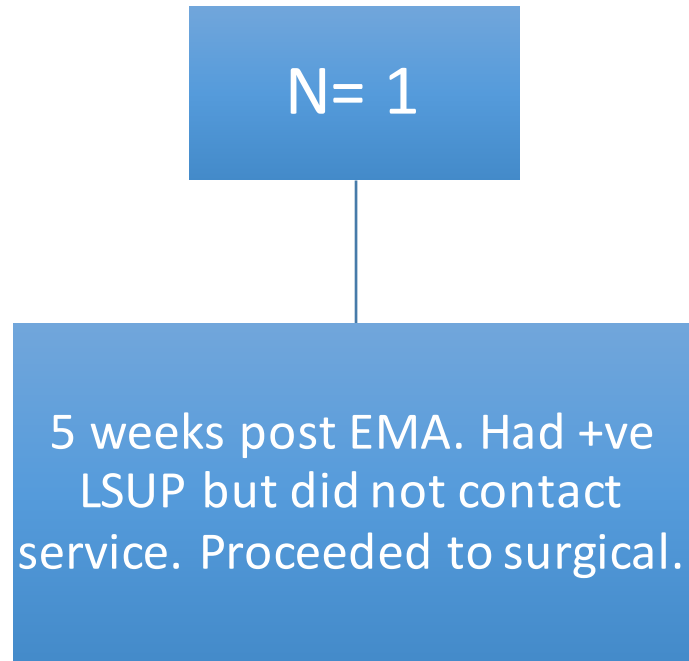 N= 1
5 weeks post EMA. Had +ve
LSUP but did not contact
service. Proceeded to surgical.